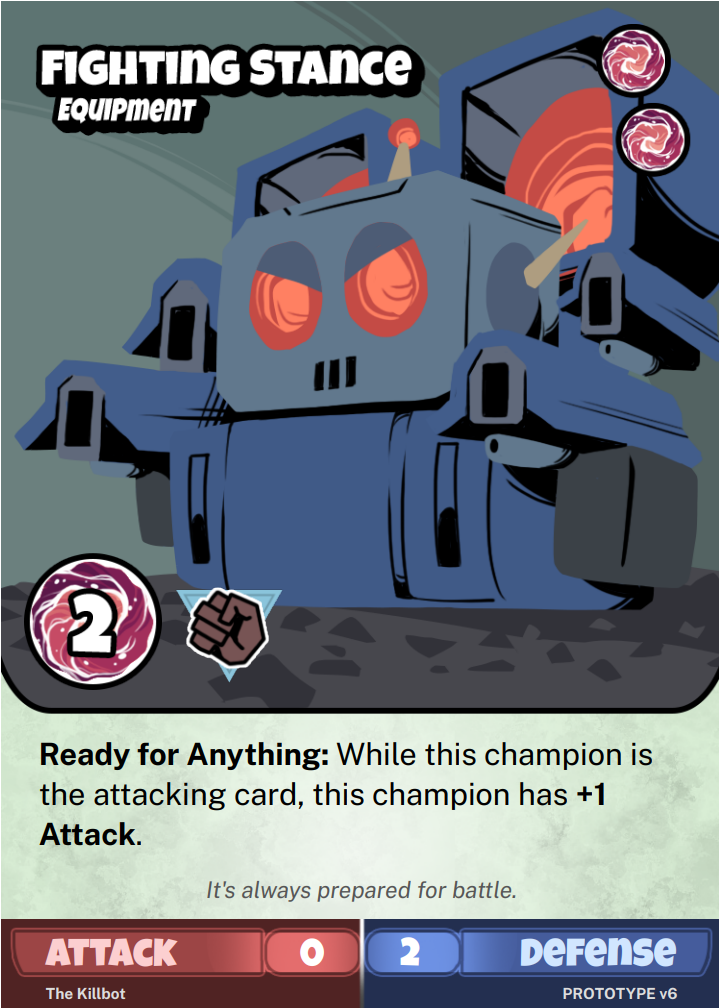 Fighting Stance
Equipment
2
Ready for Anything: While this champion is
the attacking card, this champion has +1
Attack.
It's always prepared for battle.
Attack 0 2 Defense
The Killbot PROTOTYPE v6